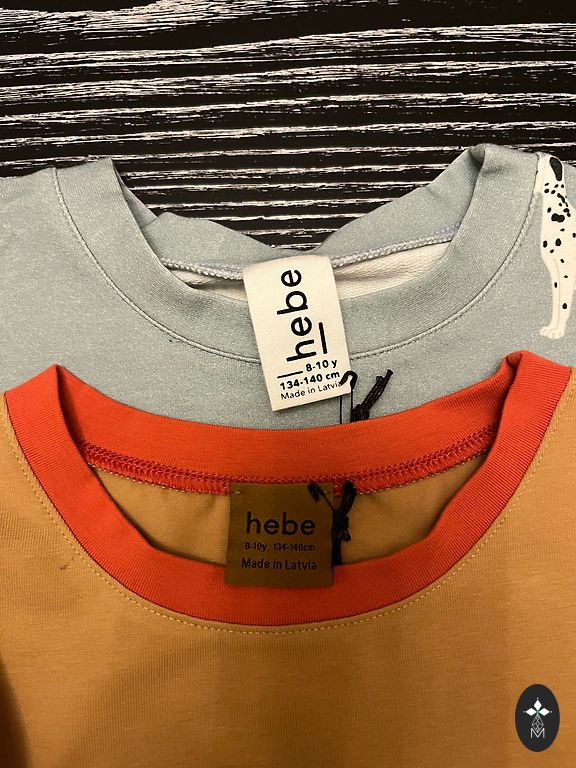 hebe
8-10 y
134-140 cm
Made in Latvia
hebe
8-10y 134-140cm
Made in Latvia
M